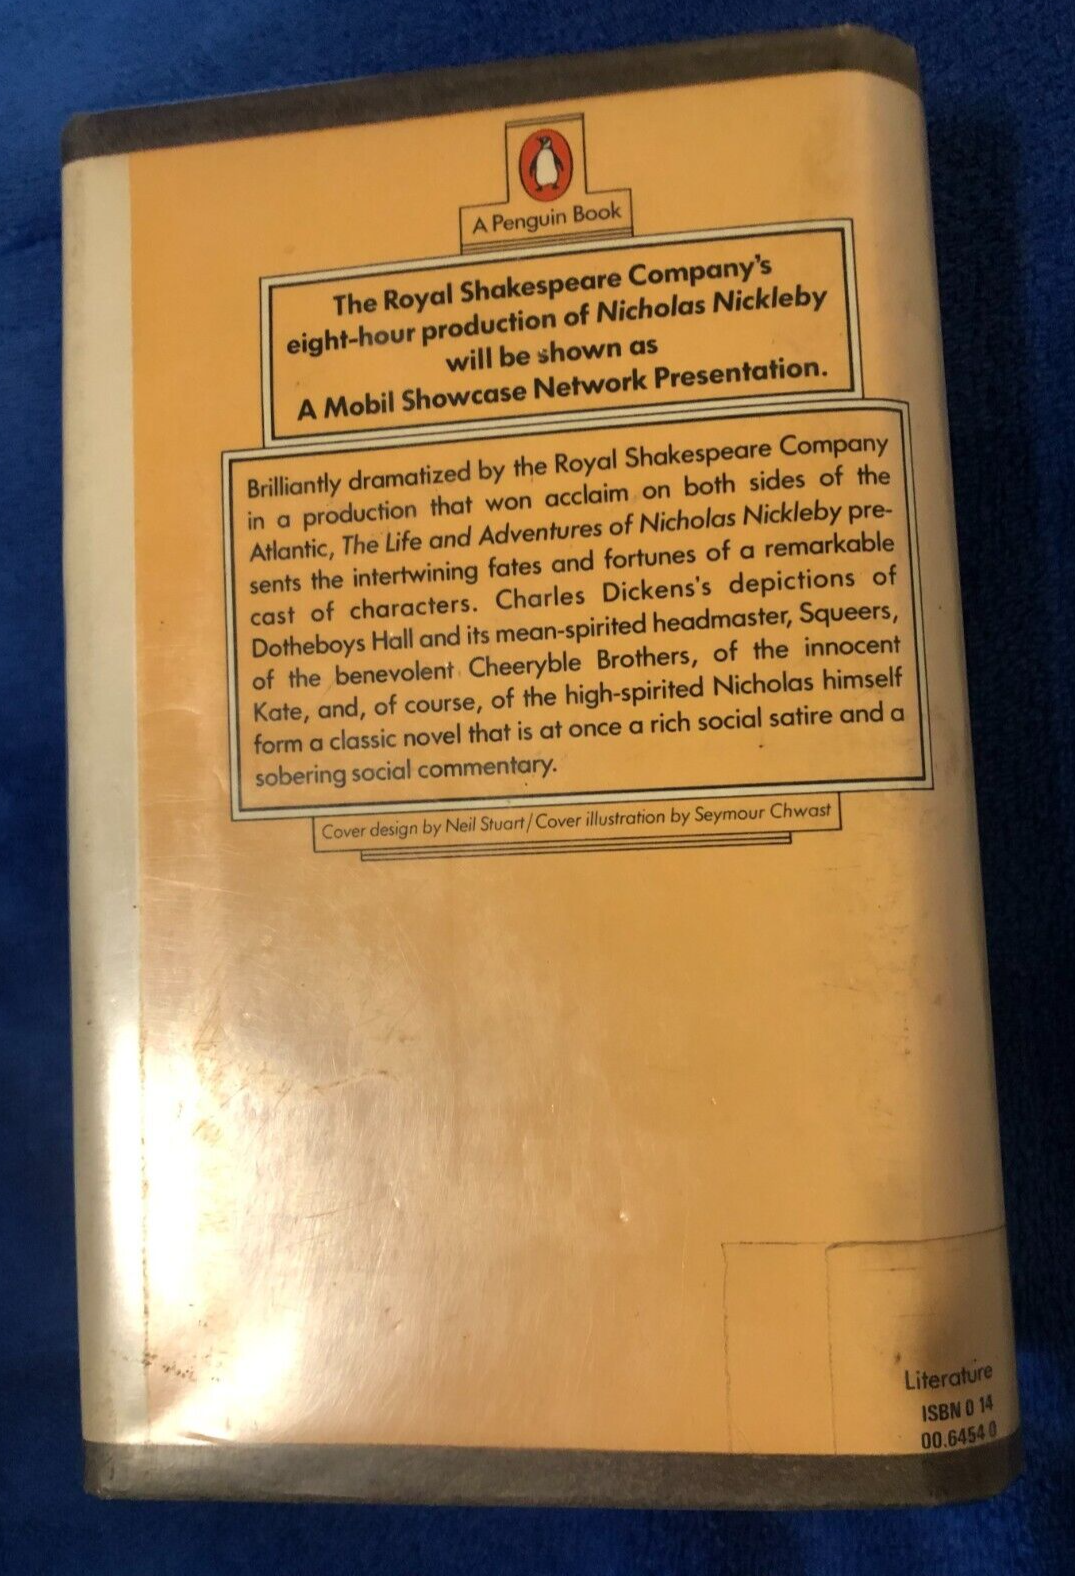 A Penguin Book
The Royal Shakespeare Company's
eight-hour production of Nicholas Nickleby
will be shown as
A Mobil Showcase Network Presentation.
Brilliantly dramatized by the Royal Shakespeare Company
in a production that won acclaim on both sides of the
Atlantic, The Life and Adventures of Nicholas Nickleby pre-
sents the intertwining fates and fortunes of a remarkable
cast of characters. Charles Dickens's depictions of
Dotheboys Hall and its mean-spirited headmaster, Squeers,
of the benevolent Cheeryble Brothers, of the innocent
Kate, and, of course, of the high-spirited Nicholas himself
form a classic novel that is at once a rich social satire and a
sobering social commentary.
Cover design by Neil Stuart/Cover illustration by Seymour Chwast
Literature
ISBN 0 14
00.6454 0